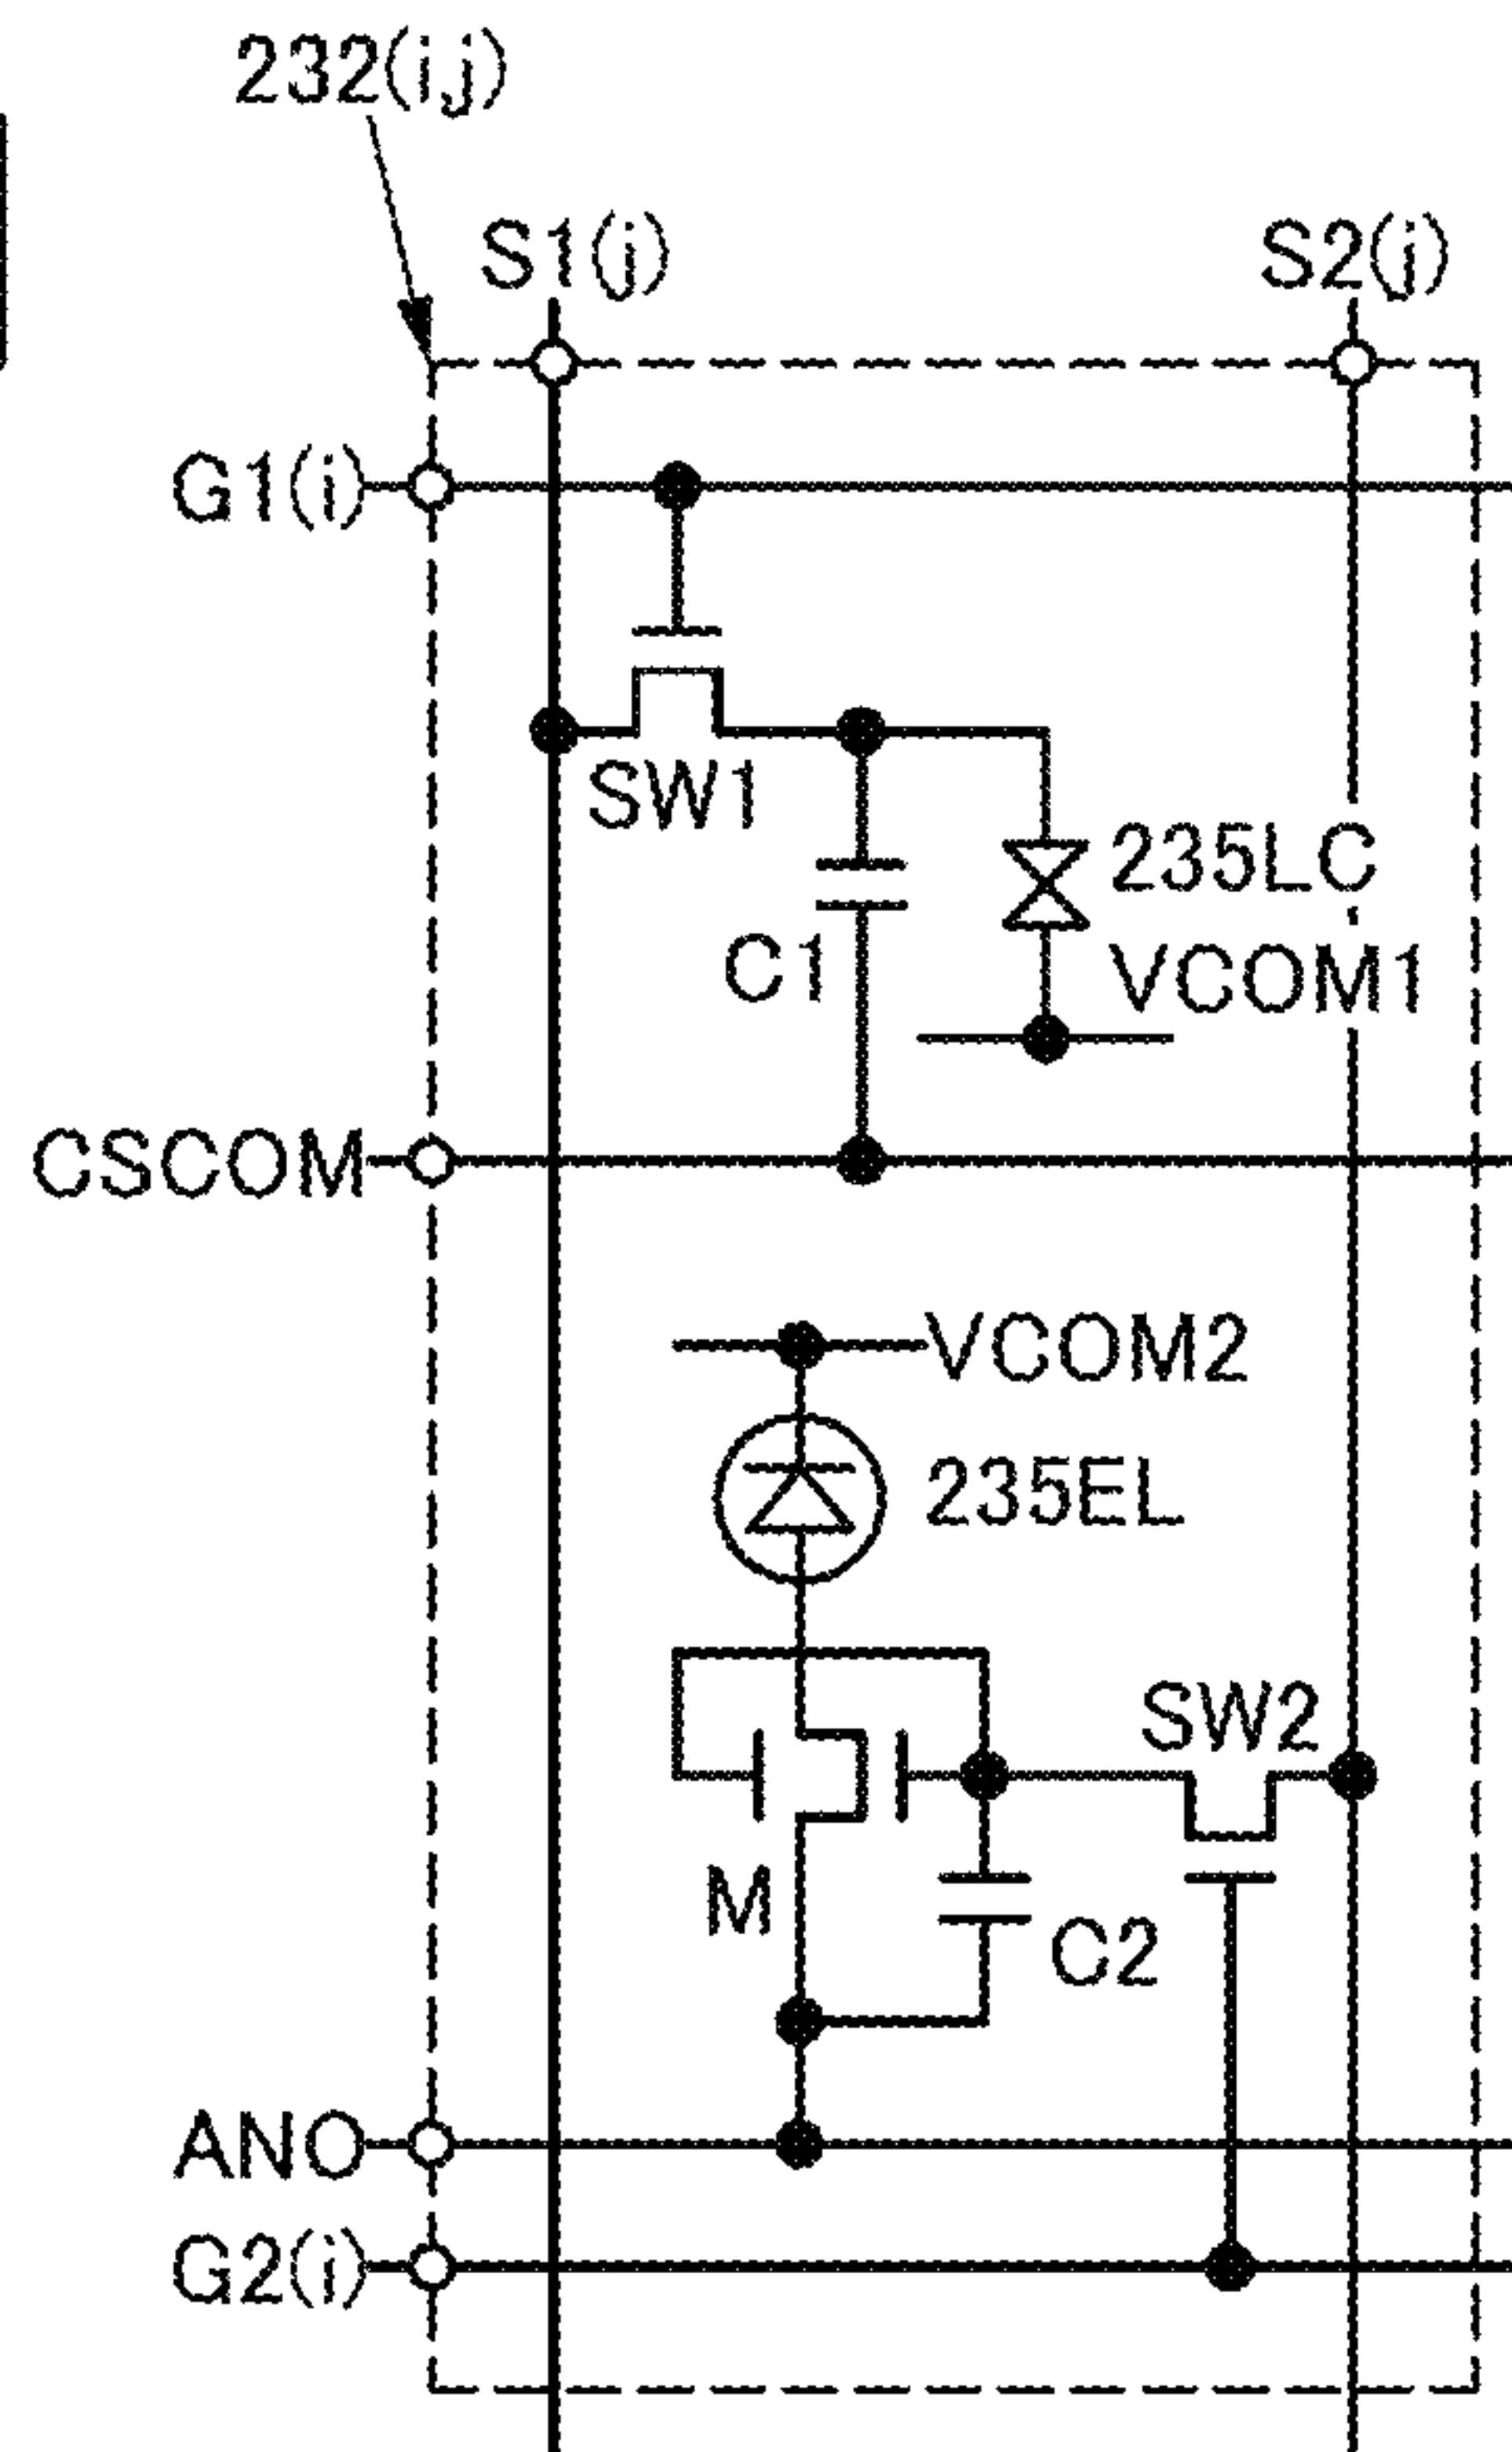 232(i,j)
S1(j)
S2(j)
G1(i)
SW1
235LC
C1
VCOM1
CSCOM
VCOM2
235EL
SW2
M
C2
ANO
G2(i)